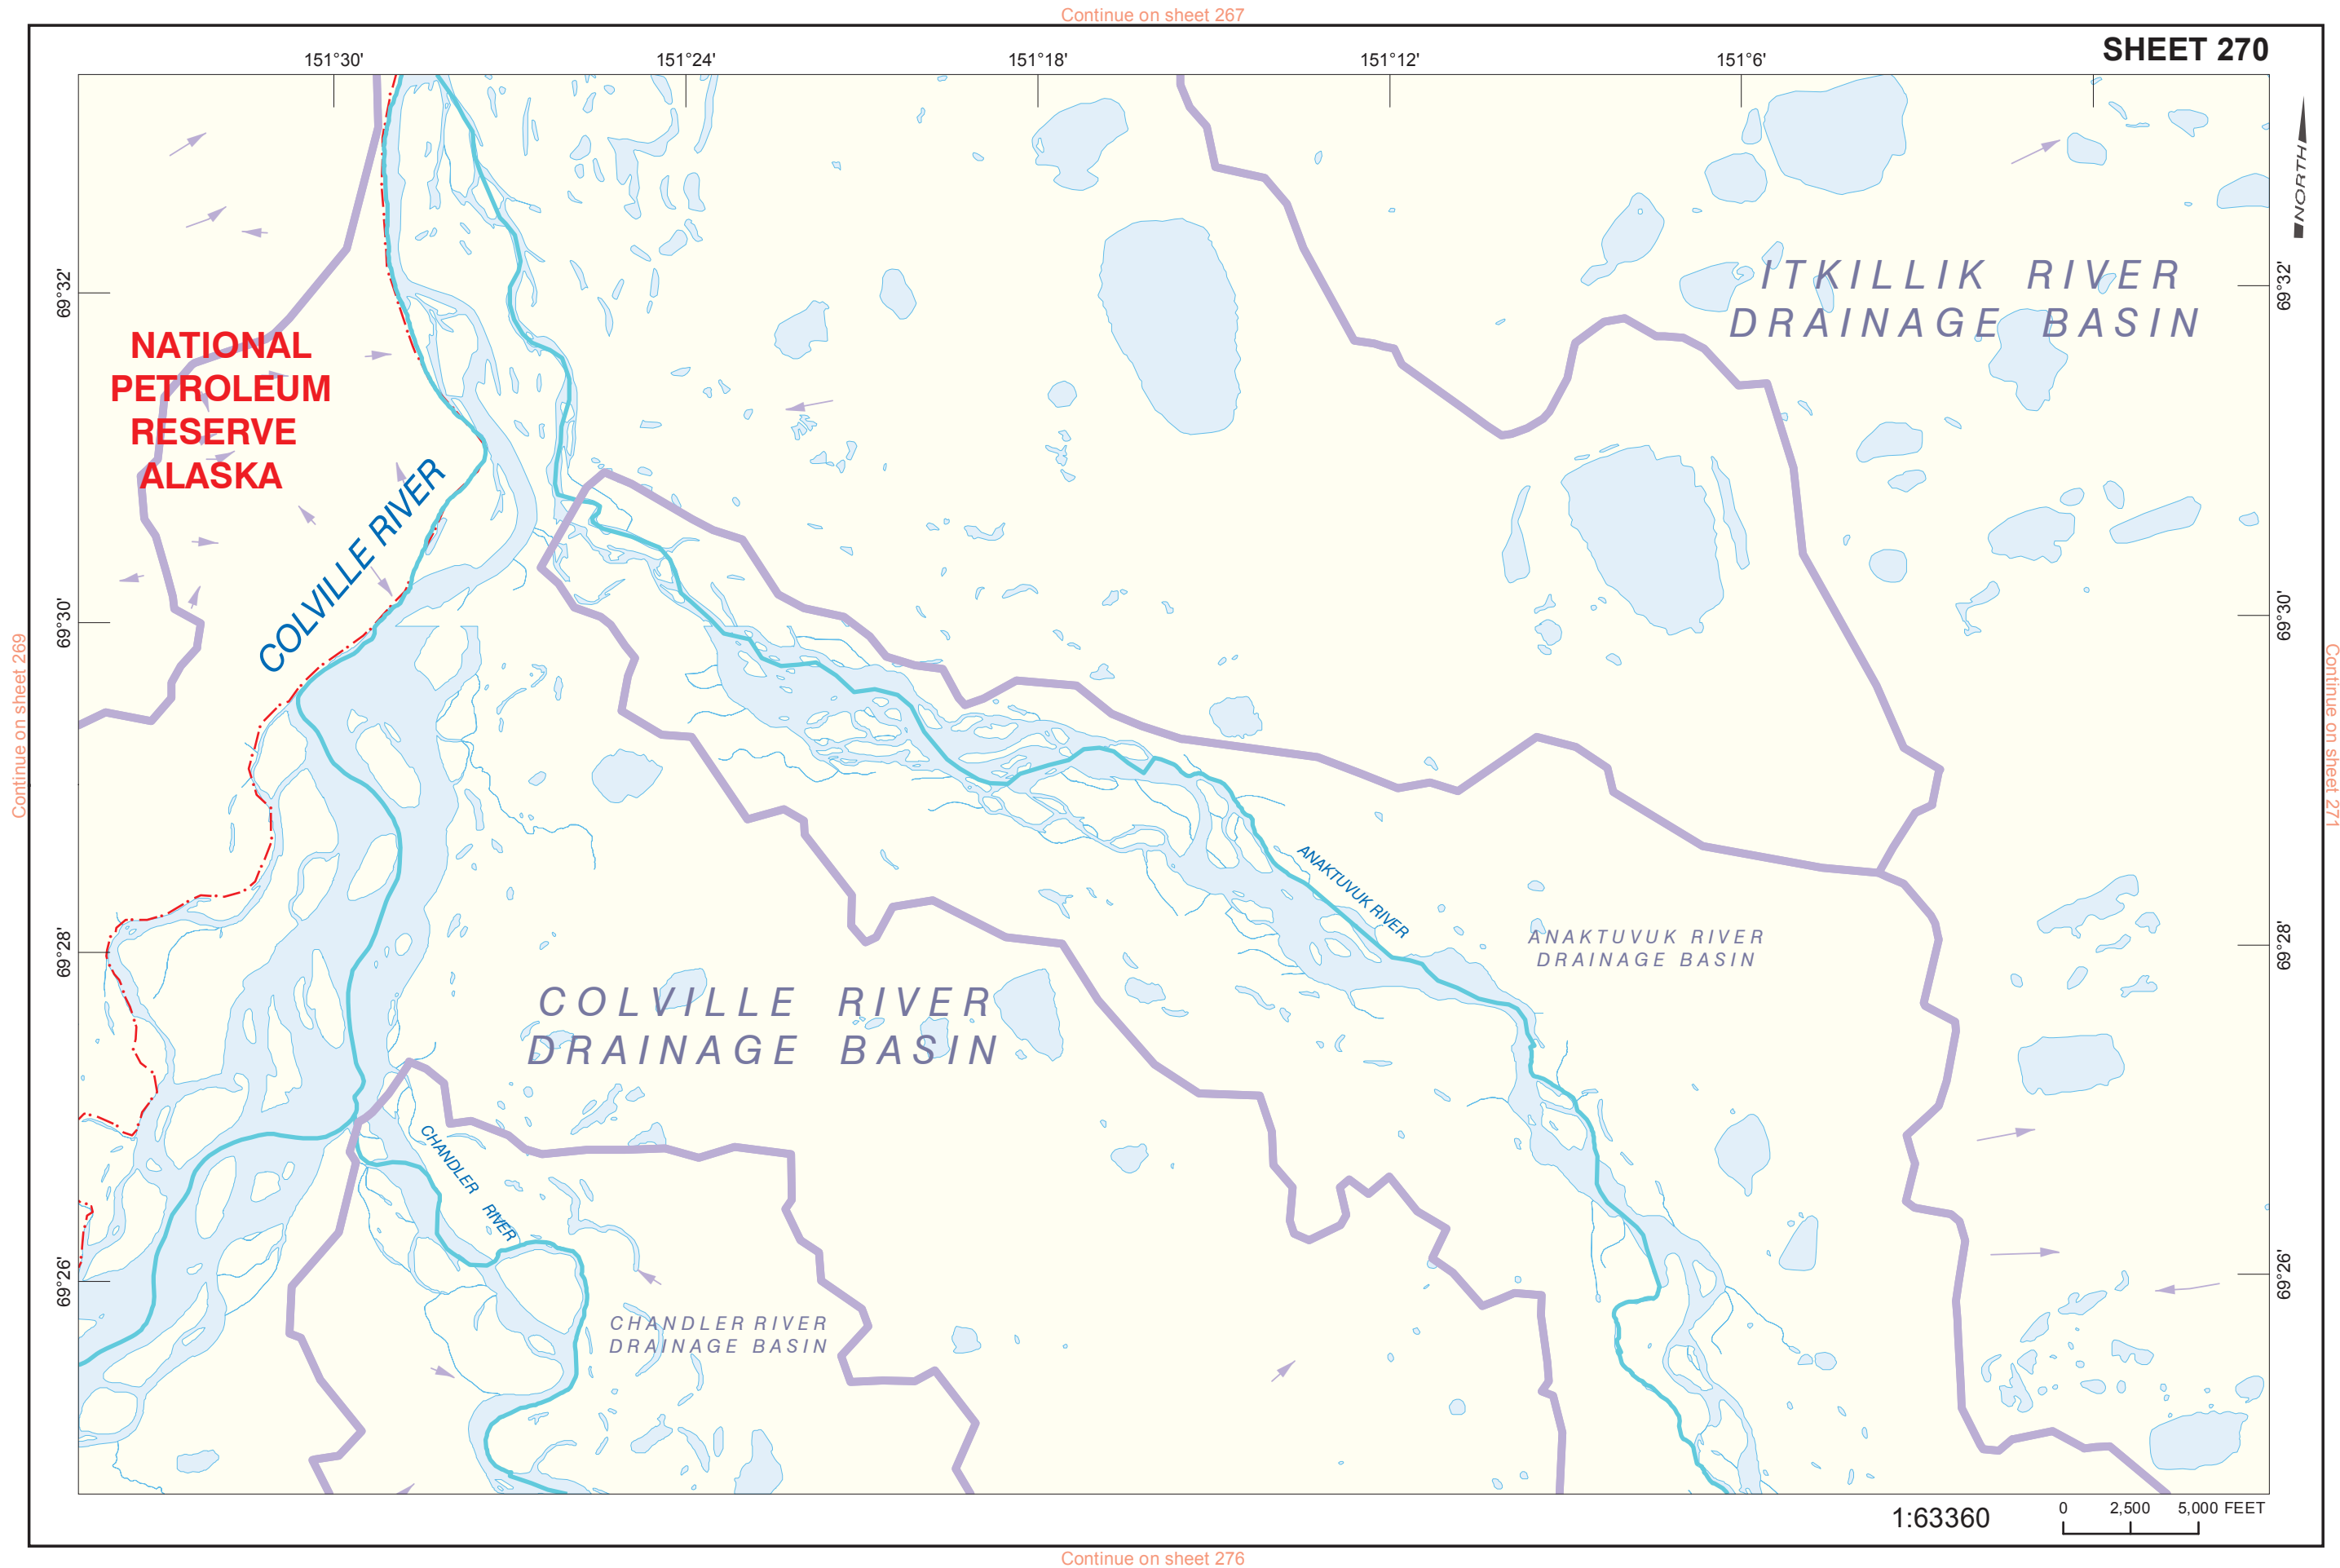 Continue on sheet 267
SHEET 270
151°30'
151°24'
151°18'
151°12'
151°6'
NORTH
69°32'
69°32'
ITKILLIK RIVER
DRAINAGE BASIN
NATIONAL
PETROLEUM
RESERVE
ALASKA
COLVILLE RIVER
69°30'
69°30'
Continue on sheet 269
Continue on sheet 271
ANAKTUVUK RIVER
ANAKTUVUK RIVER
DRAINAGE BASIN
69°28'
69°28'
COLVILLE RIVER
DRAINAGE BASIN
CHANDLER RIVER
69°26'
69°26'
CHANDLER RIVER
DRAINAGE BASIN
1:63360
0 2,500 5,000 FEET
Continue on sheet 276